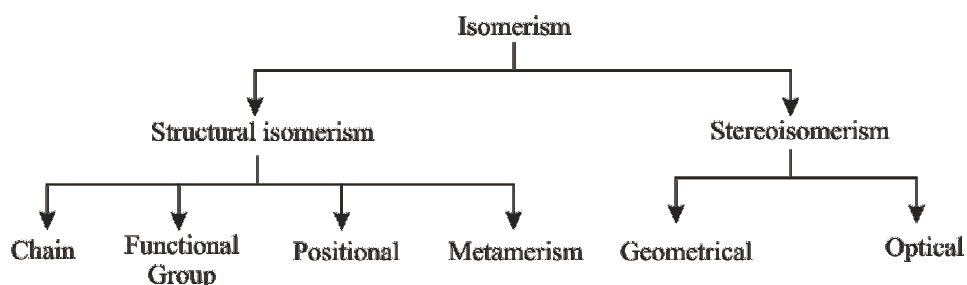 Isomerism
Structural isomerism
Stereoisomerism
Chain
Functional
Group
Positional
Metamerism
Geometrical
Optical